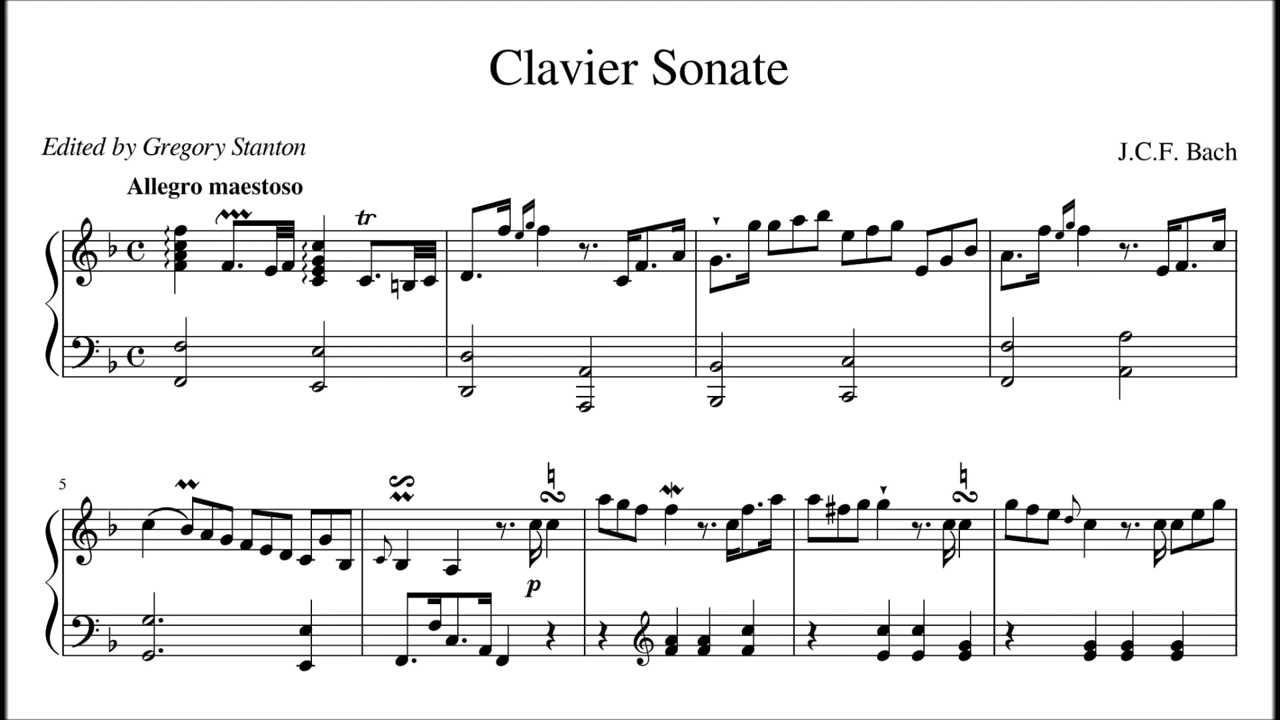 Clavier Sonate
Edited by Gregory Stanton
J.C.F. Bach
Allegro maestoso
tr
5
p